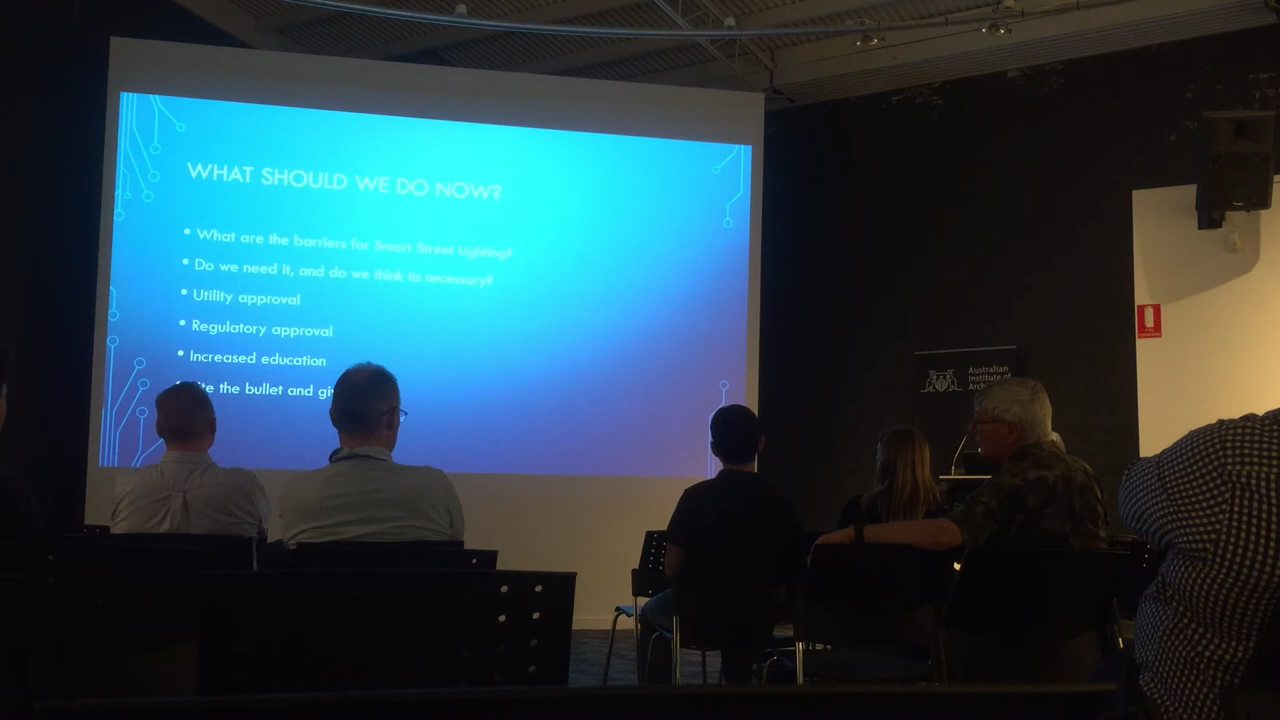 WHAT SHOULD WE DO NOW?
• What are the barriers for Smart Street Lighting?
• Do we need it, and do we think its necessary?
• Utility approval
• Regulatory approval
• Increased education
the bullet and
Australian
Institute of